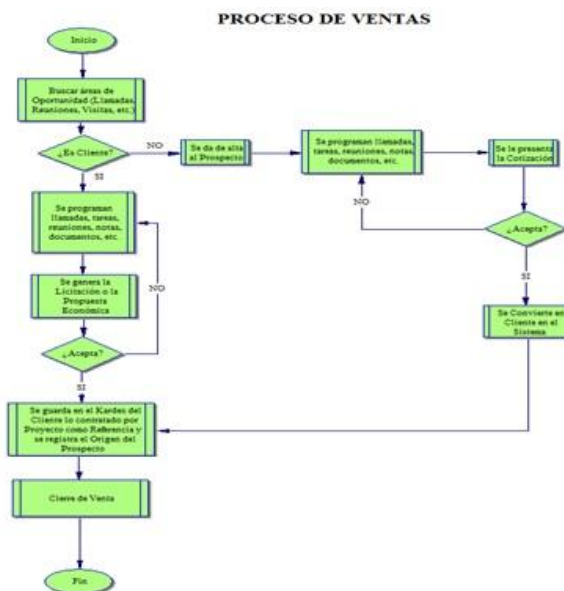 PROCESO DE VENTAS
Inicio
Buscar áreas de
Oportunidad (Llamadas,
Reuniones, Visitas, etc.)
¿Es Cliente?
NO
Se da de alta
al Prospecto
Se programan llamadas,
tareas, reuniones, notas,
documentos, etc.
Se le presenta
la Cotización
NO
¿Acepta?
SI
Se Convierte en
Cliente en el
Sistema
SI
Se programan
llamadas, tareas,
reuniones, notas,
documentos, etc.
Se genera la
Licitación o la
Propuesta
Económica
NO
¿Acepta?
SI
Se guarda en el Kardes del
Cliente lo contratado por
Proyecto como Referencia y
se registra el Origen del
Prospecto
Cierre de Venta
Fin